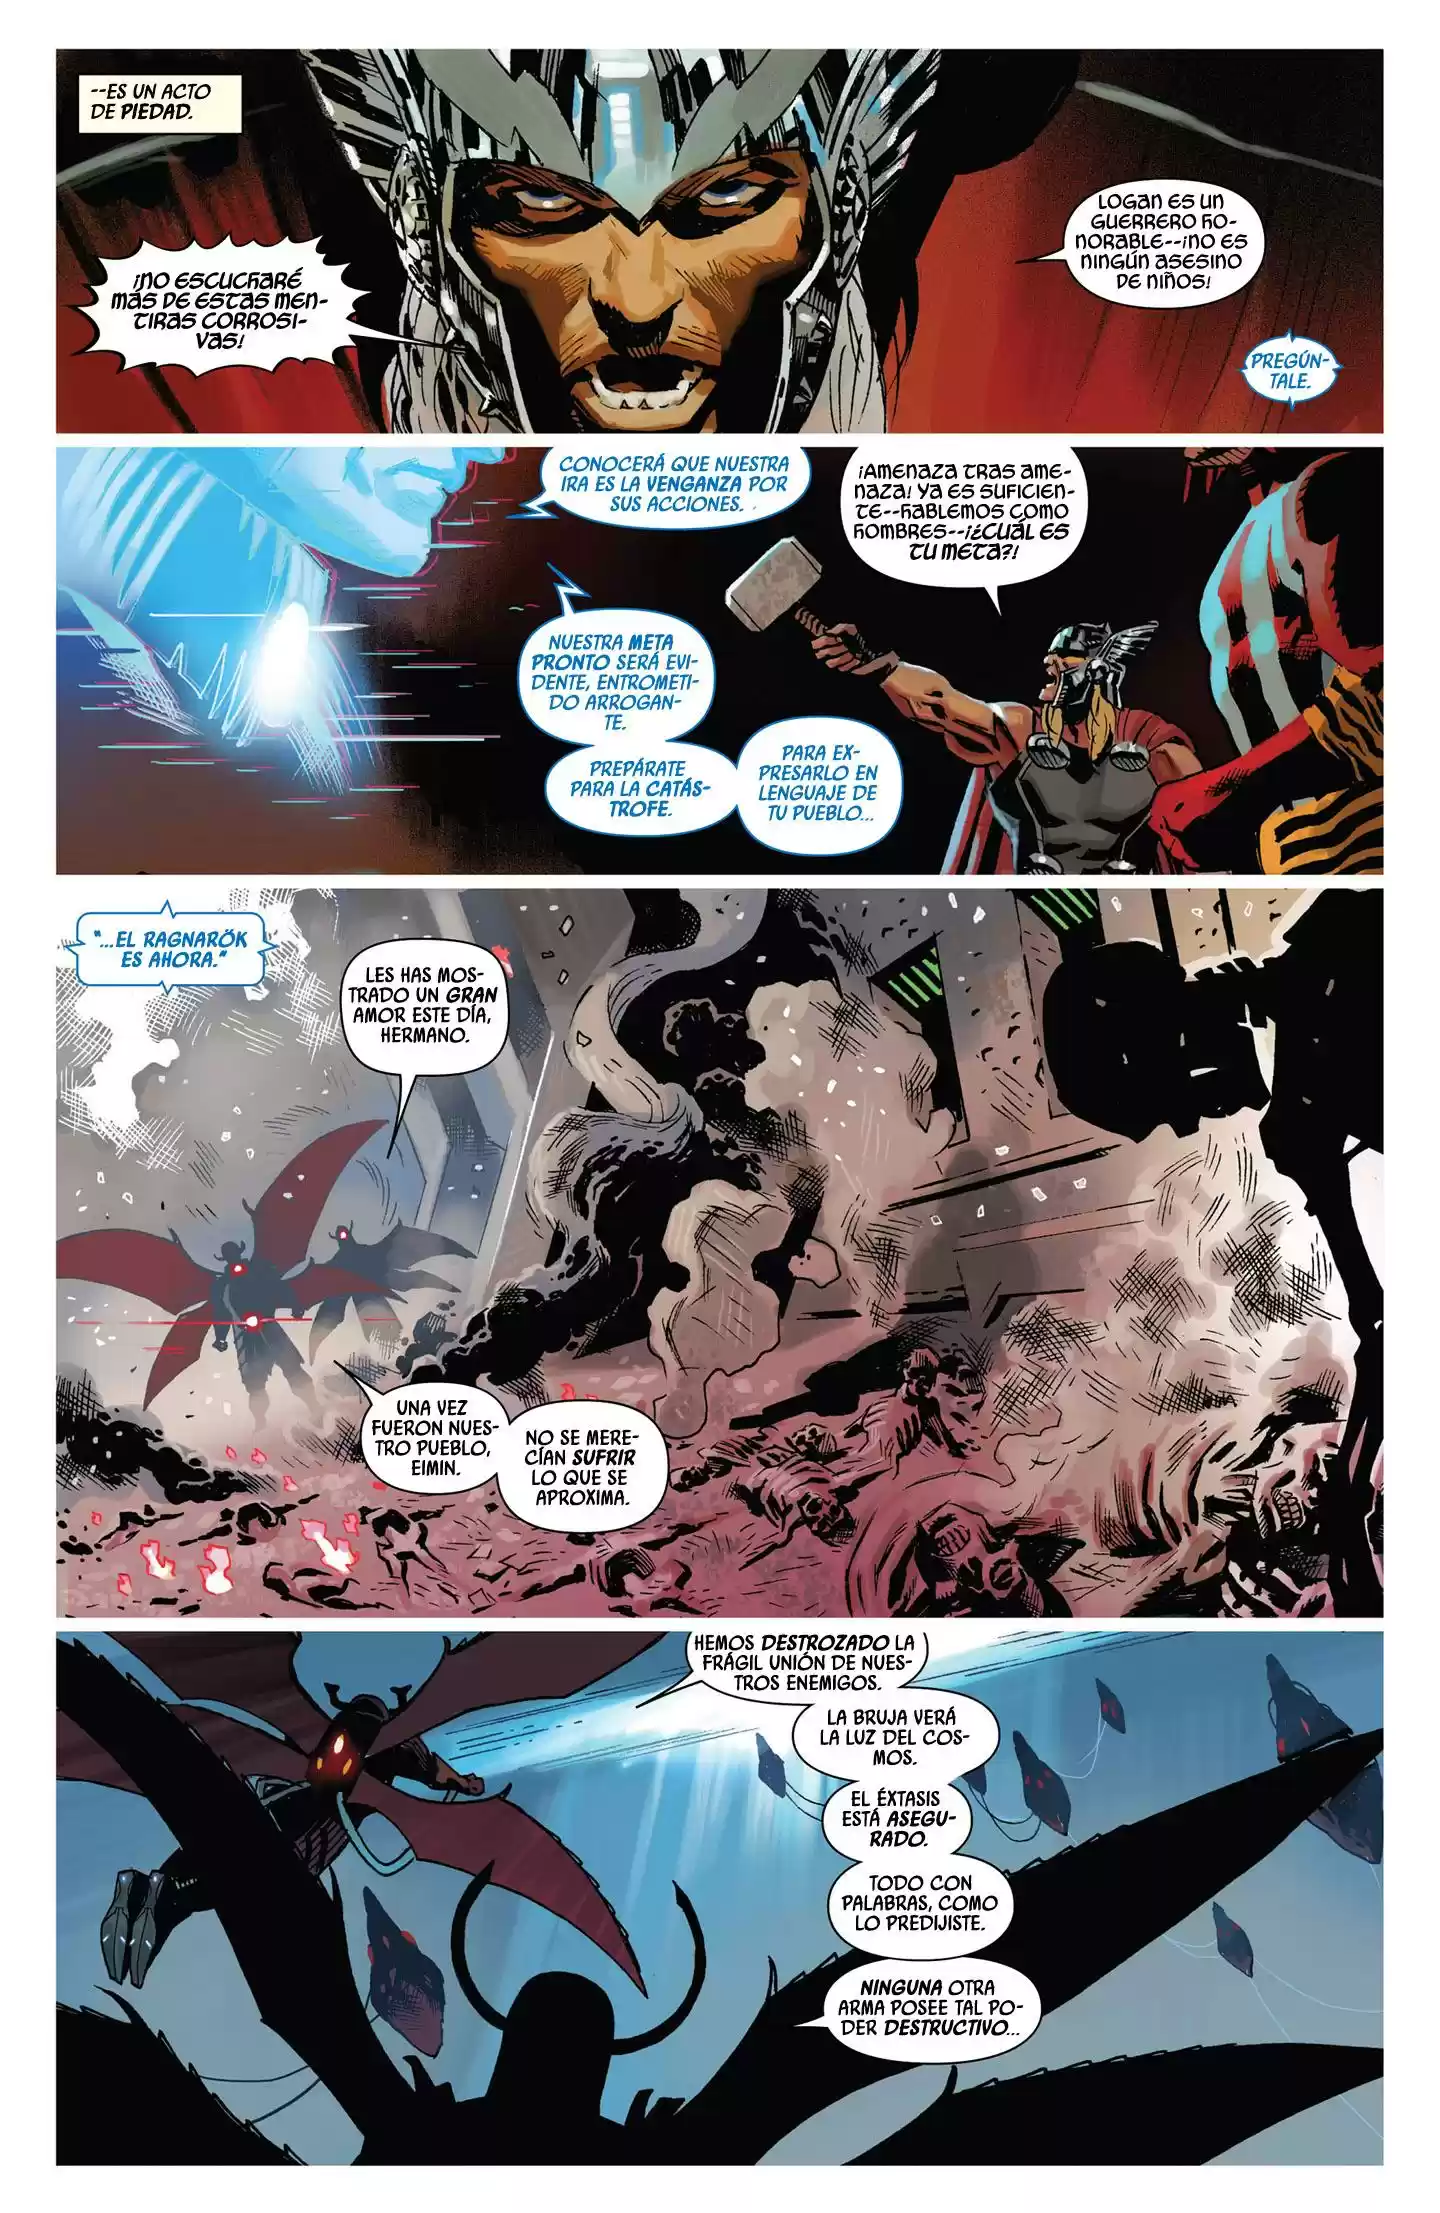 --ES UN ACTO
DE PIEDAD.
¡NO ESCUCHARÉ
MÁS DE ESTAS MEN-
TIRAS CORROSI-
VAS!
LOGAN ES UN
GUERRERO HO-
NORABLE--¡NO ES
NINGÚN ASESINO
DE NIÑOS!
PREGÚN-
TALE.
CONOCERÁ QUE NUESTRA
IRA ES LA VENGANZA POR
SUS ACCIONES.
¡AMENAZA TRAS AME-
NAZA! YA ES SUFICIEN-
TE--HABLEMOS COMO
HOMBRES--¡¿CUÁL ES
TU META?!
NUESTRA META
PRONTO SERÁ EVI-
DENTE, ENTROMETI-
DO ARROGAN-
TE.
PREPÁRATE
PARA LA CATÁS-
TROFE.
PARA EX-
PRESARLO EN
LENGUAJE DE
TU PUEBLO...
"...EL RAGNARÖK
ES AHORA."
LES HAS MOS-
TRADO UN GRAN
AMOR ESTE DÍA,
HERMANO.
UNA VEZ
FUERON NUES-
TRO PUEBLO,
EIMIN.
NO SE MERE-
CÍAN SUFRIR
LO QUE SE
APROXIMA.
HEMOS DESTROZADO LA
FRÁGIL UNIÓN DE NUES-
TROS ENEMIGOS.
LA BRUJA VERÁ
LA LUZ DEL COS-
MOS.
EL ÉXTASIS
ESTÁ ASEGU-
RADO.
TODO CON
PALABRAS, COMO
LO PREDIJISTE.
NINGUNA OTRA
ARMA POSEE TAL PO-
DER DESTRUCTIVO...